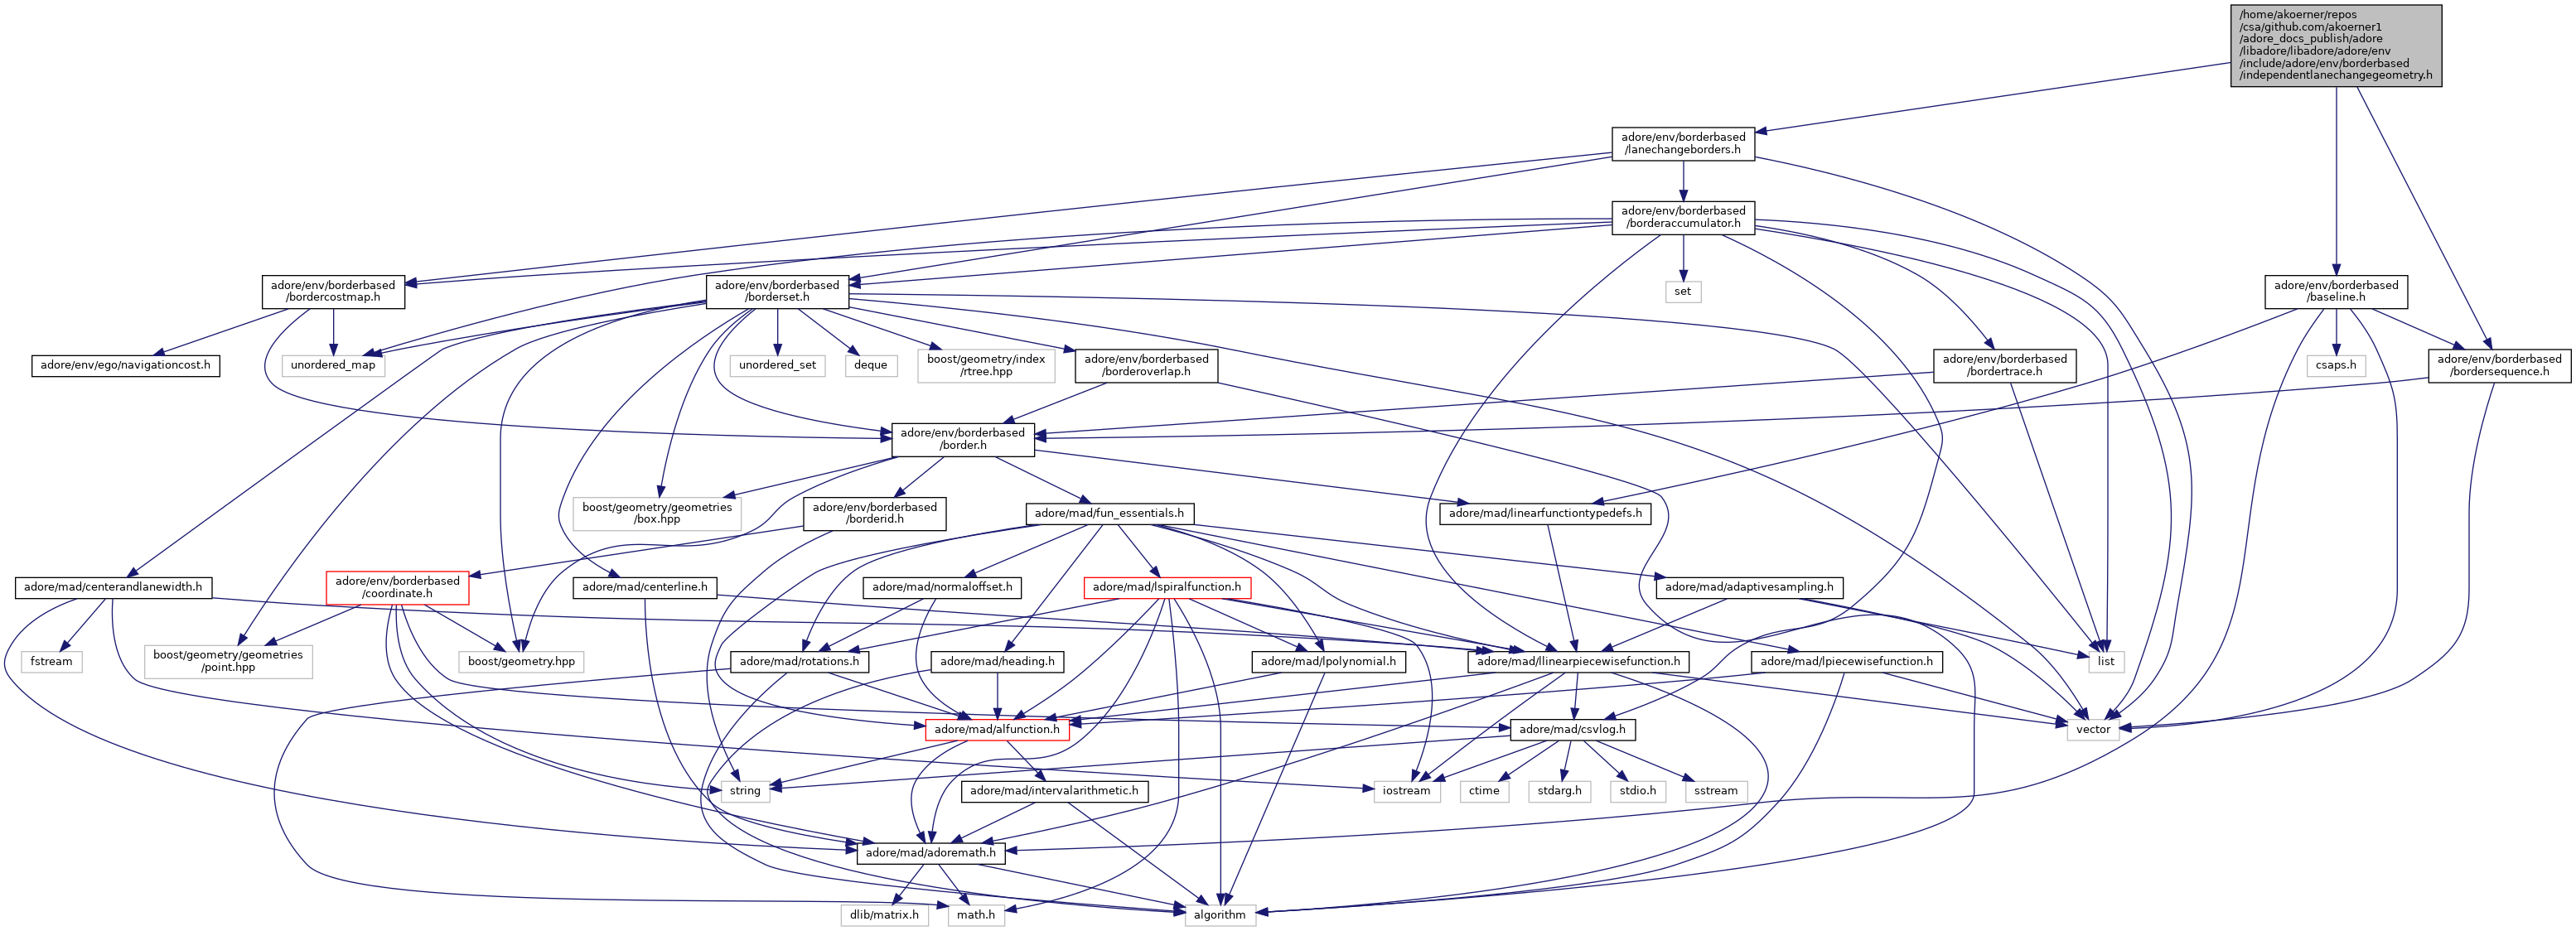 /home/akoerner/repos
/csa/github.com/akoerner1
/adore_docs_publish/adore
/libadore/libadore/adore/env
/include/adore/env/borderbased
/independentlanechangegeometry.h
adore/env/borderbased
/lanechangeborders.h
adore/env/borderbased
/borderaccumulator.h
adore/env/borderbased
/bordercostmap.h
adore/env/borderbased
/borderset.h
set
adore/env/borderbased
/baseline.h
adore/env/ego/navigationcost.h
unordered_map
unordered_set
deque
boost/geometry/index
/rtree.hpp
adore/env/borderbased
/borderoverlap.h
adore/env/borderbased
/bordertrace.h
csaps.h
adore/env/borderbased
/bordersequence.h
adore/env/borderbased
/border.h
boost/geometry/geometries
/box.hpp
adore/env/borderbased
/borderid.h
adore/mad/fun_essentials.h
adore/mad/linearfunctiontypedefs.h
adore/mad/centerandlanewidth.h
adore/env/borderbased
/coordinate.h
adore/mad/centerline.h
adore/mad/normaloffset.h
adore/mad/lspiralfunction.h
adore/mad/adaptivesampling.h
fstream
boost/geometry/geometries
/point.hpp
boost/geometry.hpp
adore/mad/rotations.h
adore/mad/heading.h
adore/mad/lpolynomial.h
adore/mad/llinearpiecewisefunction.h
adore/mad/lpiecewisefunction.h
list
adore/mad/alfunction.h
adore/mad/csvlog.h
vector
string
adore/mad/intervalarithmetic.h
iostream
ctime
stdarg.h
stdio.h
sstream
adore/mad/adoremath.h
dlib/matrix.h
math.h
algorithm